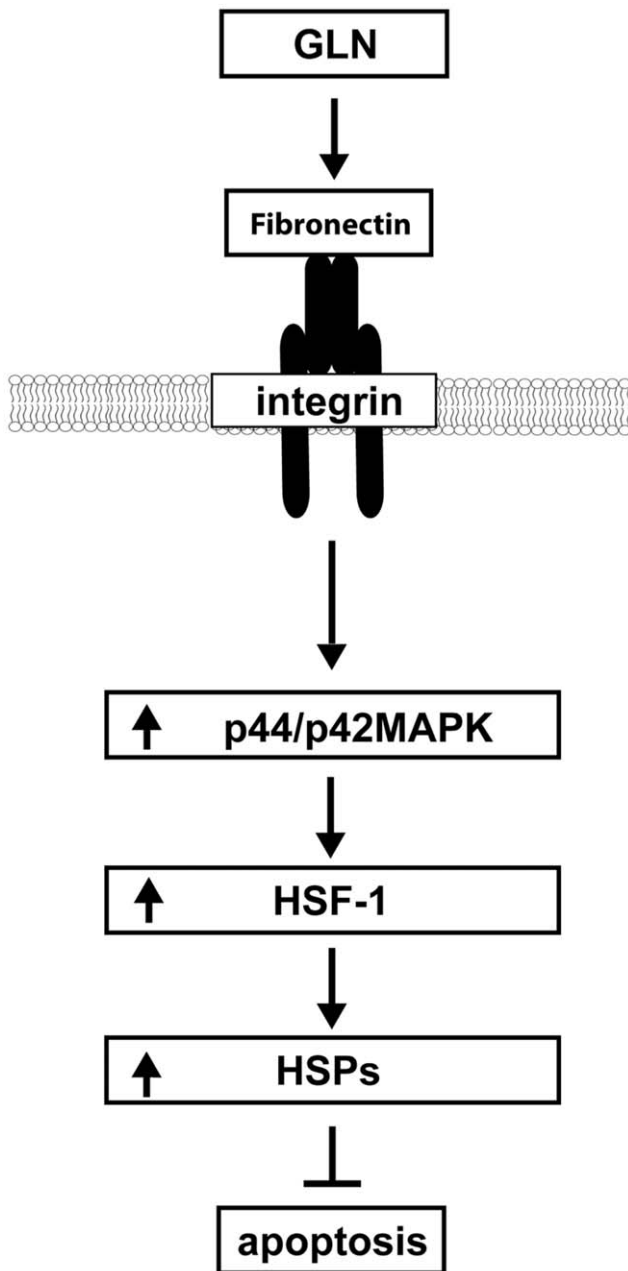 GLN
Fibronectin
integrin
p44/p42MAPK
HSF-1
HSPs
apoptosis